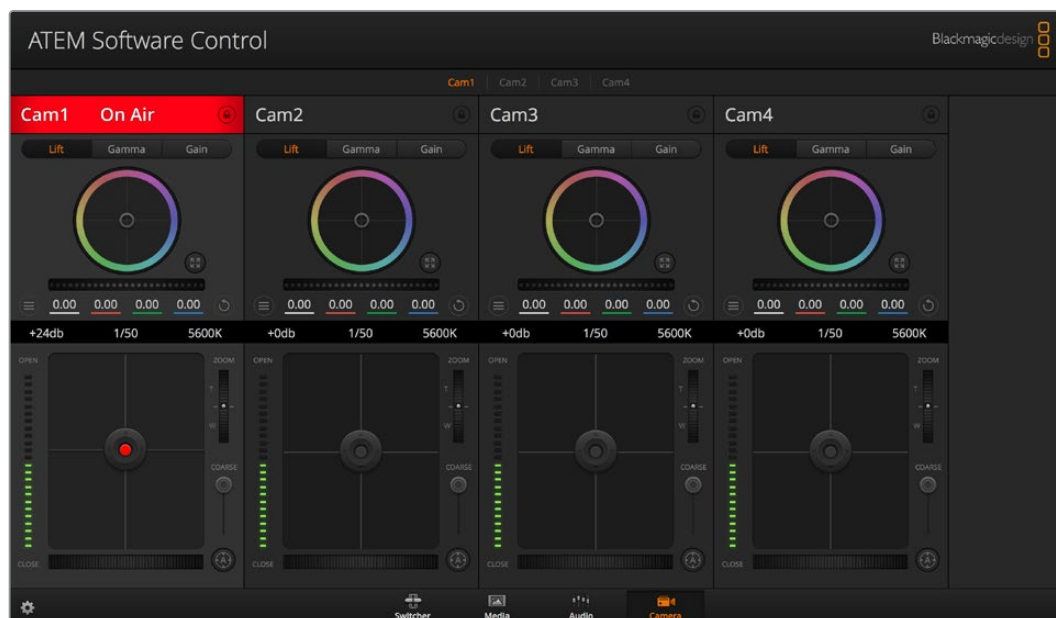 ATEM Software Control
Blackmagicdesign
Cam1 Cam2 Cam3 Cam4
Cam1 On Air Cam2 Cam3 Cam4
Lift Gamma Gain Lift Gamma Gain Lift Gamma Gain Lift Gamma Gain
0.00 0.00 0.00 0.00 0.00 0.00 0.00 0.00 0.00 0.00 0.00 0.00 0.00 0.00 0.00 0.00
+24db 1/50 5600K +0db 1/50 5600K +0db 1/50 5600K +0db 1/50 5600K
OPEN ZOOM OPEN ZOOM OPEN ZOOM OPEN ZOOM
T T T T
W W W W
COARSE COARSE COARSE COARSE
CLOSE A CLOSE A CLOSE A CLOSE A
Switcher Media Audio Camera